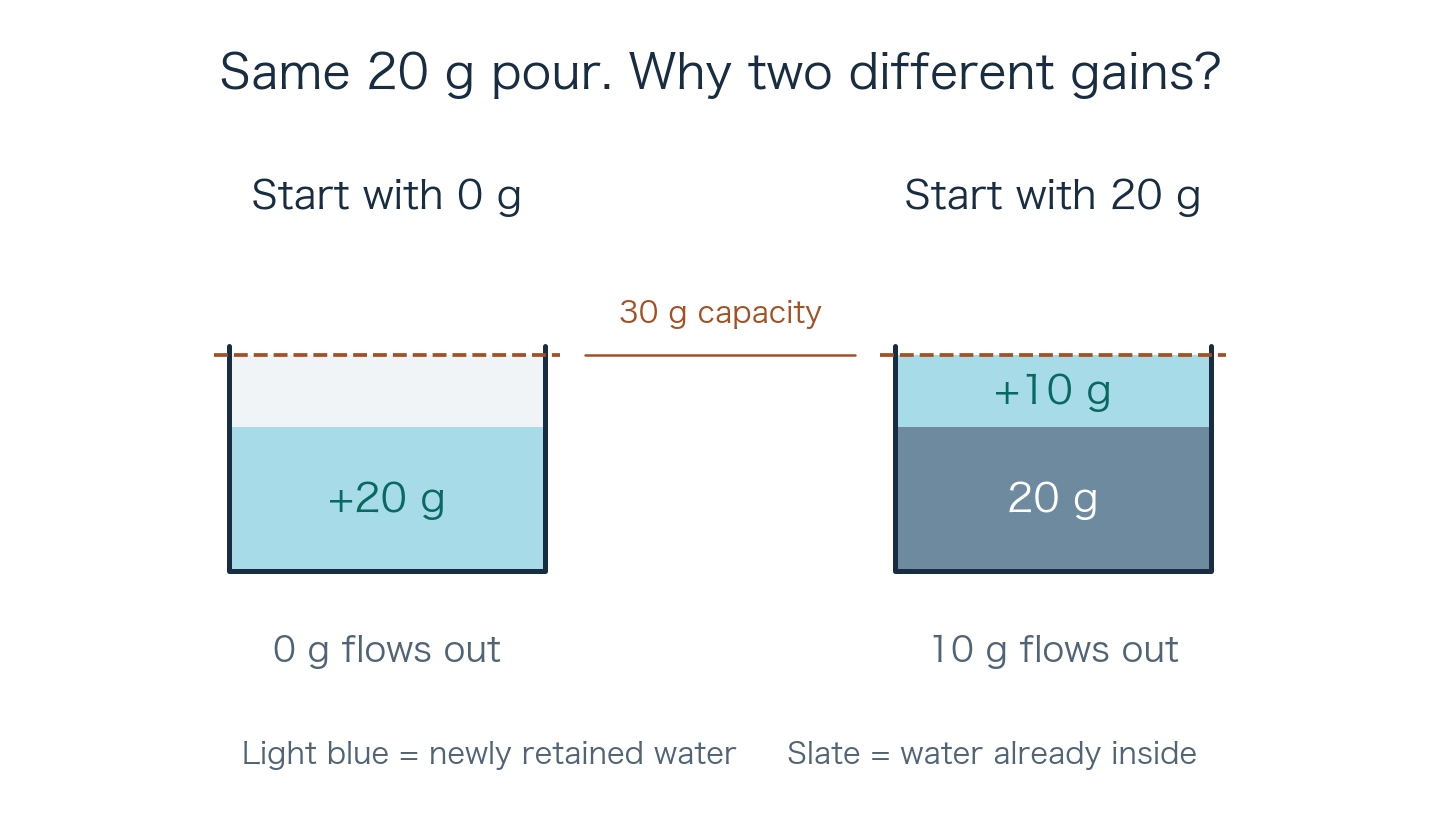 Same 20 g pour. Why two different gains?
Start with 0 g
Start with 20 g
30 g capacity
+10 g
+20 g
20 g
0 g flows out
10 g flows out
Light blue = newly retained water
Slate = water already inside